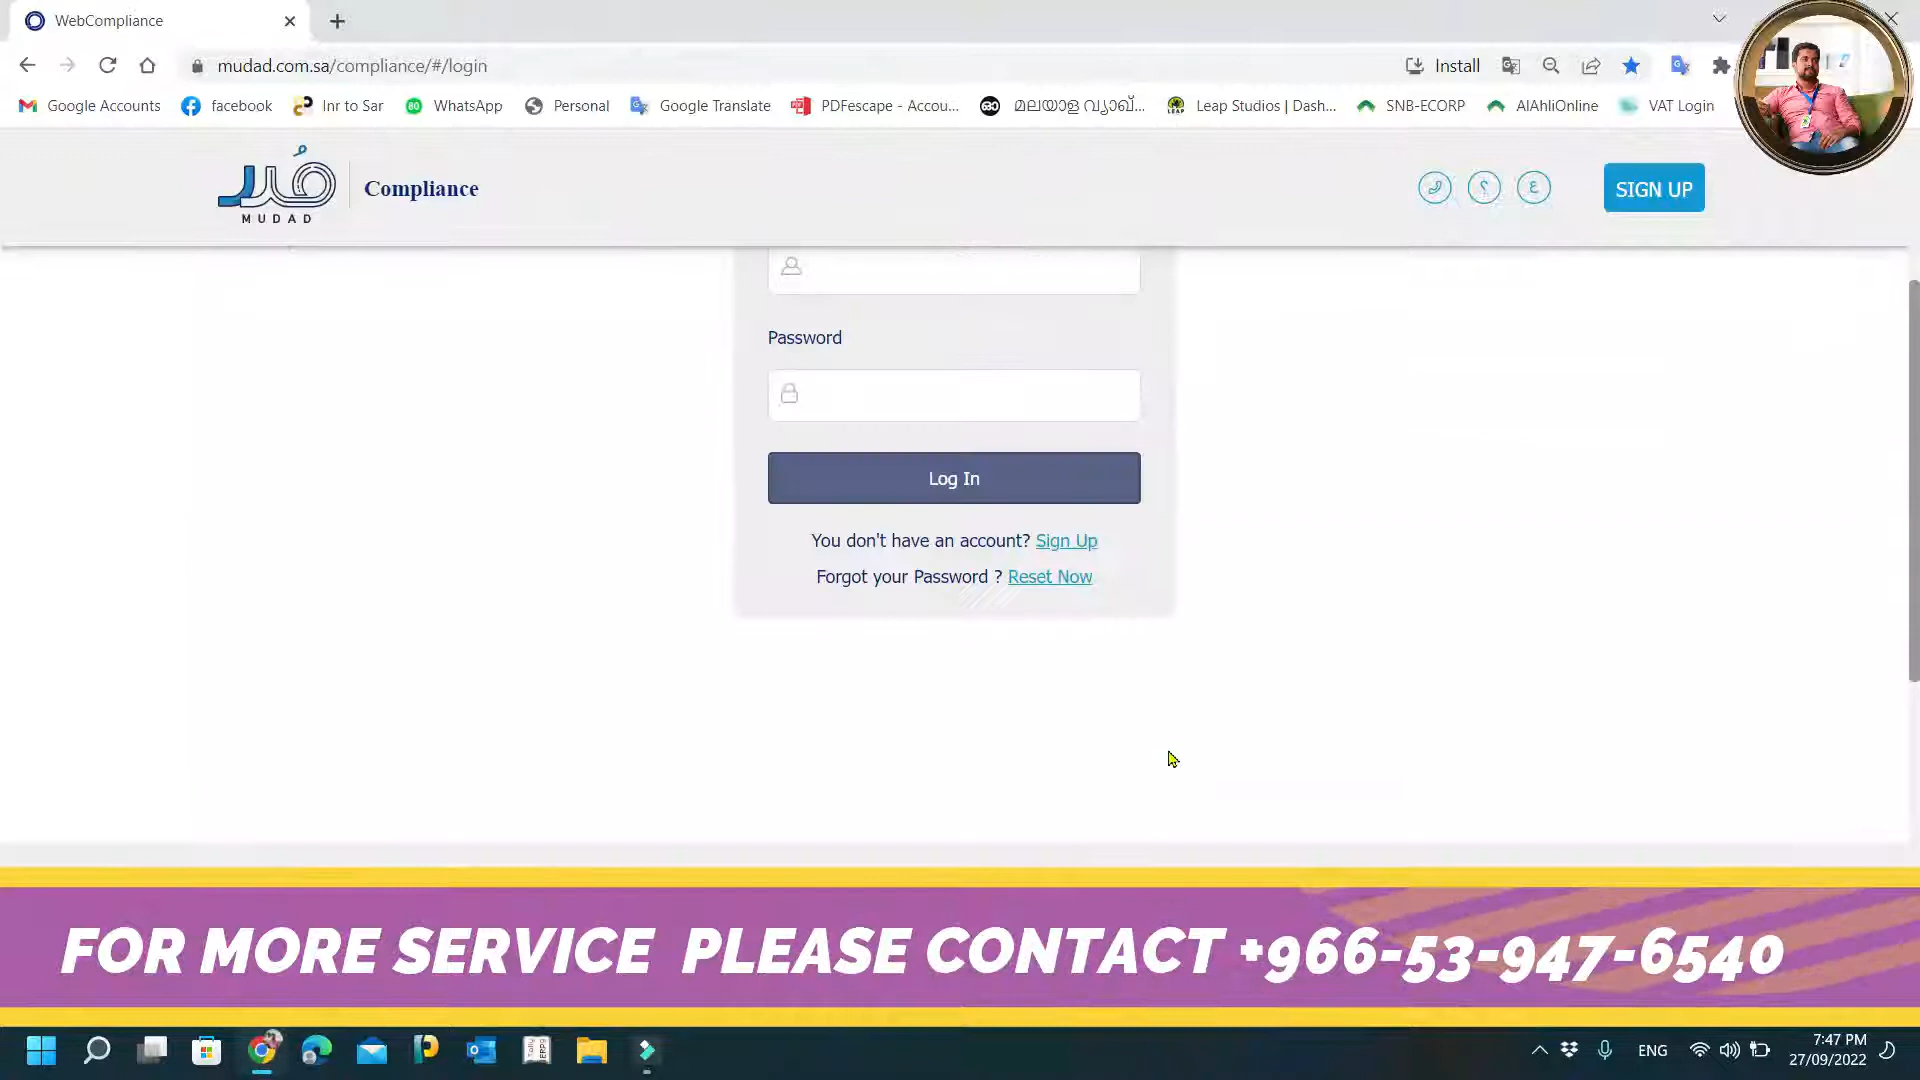 WebCompliance
mudad.com.sa/compliance/#/login
Install
Google Accounts
facebook
Inr to Sar
WhatsApp
Personal
Google Translate
PDFescape - Accou...
മലയാള വ്യാഖ്...
Leap Studios | Dash...
SNB-ECORP
AlAhliOnline
VAT Login
مُدد
MUDAD
Compliance
؟
ع
SIGN UP
Password
Log In
You don't have an account? Sign Up
Forgot your Password ? Reset Now
FOR MORE SERVICE PLEASE CONTACT +966-53-947-6540
ENG
7:47 PM
27/09/2022